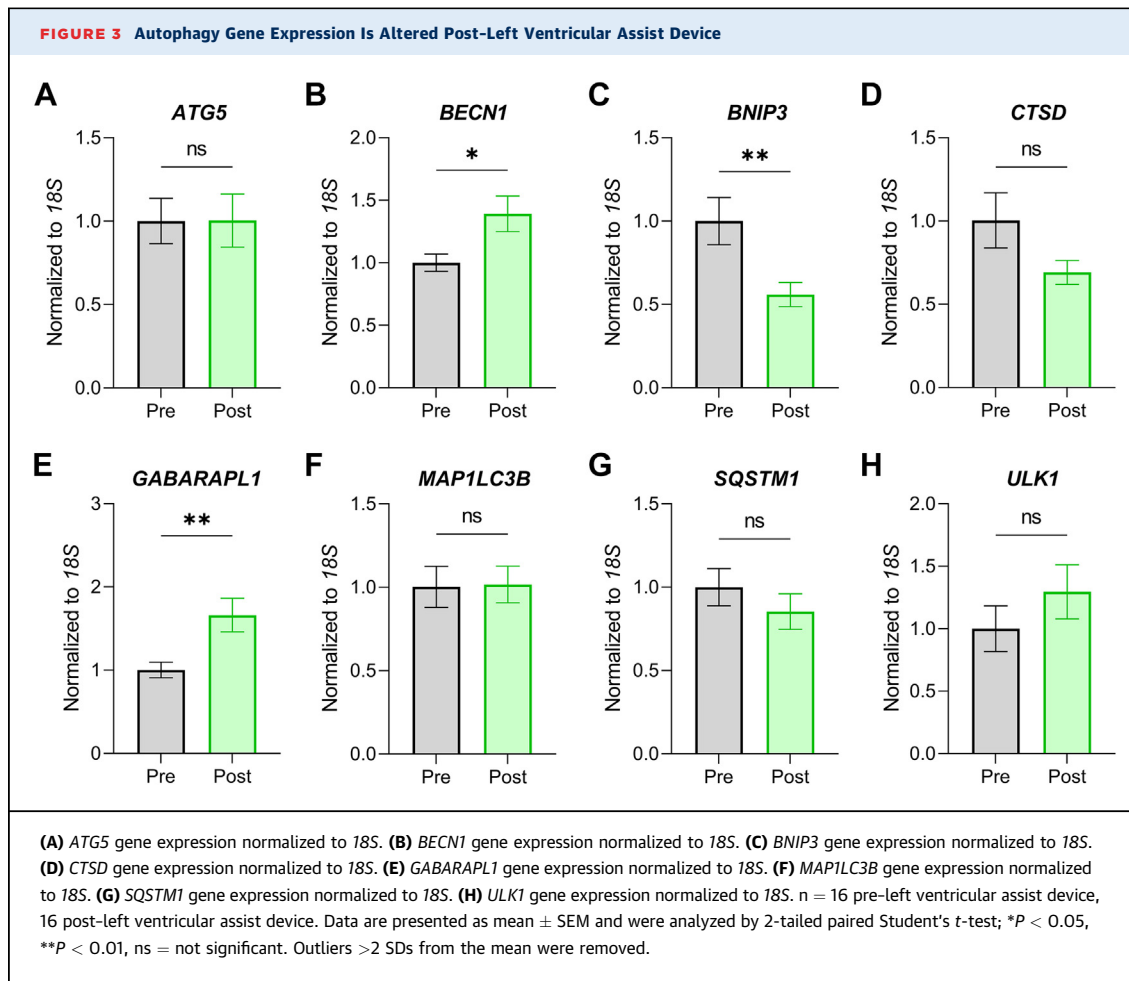 FIGURE 3 Autophagy Gene Expression Is Altered Post-Left Ventricular Assist Device
A
ATG5
Normalized to 18S
1.5
1.0
0.5
0.0
ns
Pre Post
B
BECN1
Normalized to 18S
2.0
1.5
1.0
0.5
0.0
*
Pre Post
C
BNIP3
Normalized to 18S
1.5
1.0
0.5
0.0
**
Pre Post
D
CTSD
Normalized to 18S
1.5
1.0
0.5
0.0
ns
Pre Post
E
GABARAPL1
Normalized to 18S
3
2
1
0
**
Pre Post
F
MAP1LC3B
Normalized to 18S
1.5
1.0
0.5
0.0
ns
Pre Post
G
SQSTM1
Normalized to 18S
1.5
1.0
0.5
0.0
ns
Pre Post
H
ULK1
Normalized to 18S
2.0
1.5
1.0
0.5
0.0
ns
Pre Post
(A) ATG5 gene expression normalized to 18S. (B) BECN1 gene expression normalized to 18S. (C) BNIP3 gene expression normalized to 18S.
(D) CTSD gene expression normalized to 18S. (E) GABARAPL1 gene expression normalized to 18S. (F) MAP1LC3B gene expression normalized
to 18S. (G) SQSTM1 gene expression normalized to 18S. (H) ULK1 gene expression normalized to 18S. n = 16 pre-left ventricular assist device,
16 post-left ventricular assist device. Data are presented as mean ± SEM and were analyzed by 2-tailed paired Student's t-test; *P < 0.05,
**P < 0.01, ns = not significant. Outliers >2 SDs from the mean were removed.